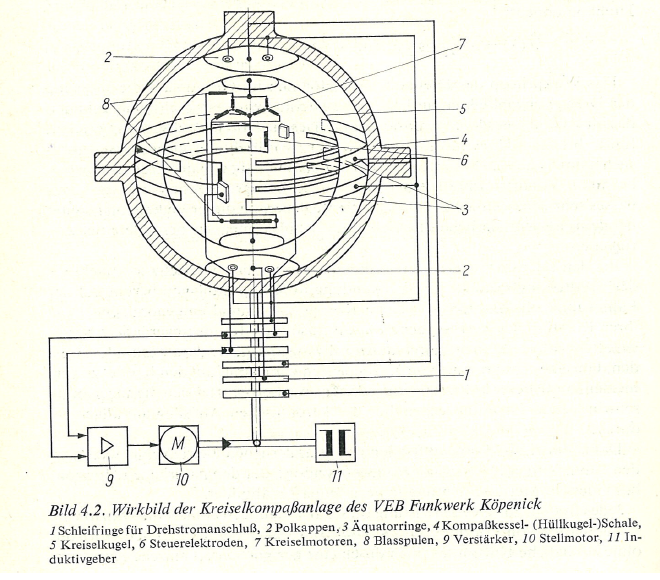 2
7
8
5
4
6
3
2
1
M
9
10
11
Bild 4.2. Wirkbild der Kreiselkompaßanlage des VEB Funkwerk Köpenick
1 Schleifringe für Drehstromanschluß, 2 Polkappen, 3 Äquatorringe, 4 Kompaßkessel- (Hüllkugel-)Schale,
5 Kreiselkugel, 6 Steuerelektroden, 7 Kreiselmotoren, 8 Blasspulen, 9 Verstärker, 10 Stellmotor, 11 In-
duktivgeber